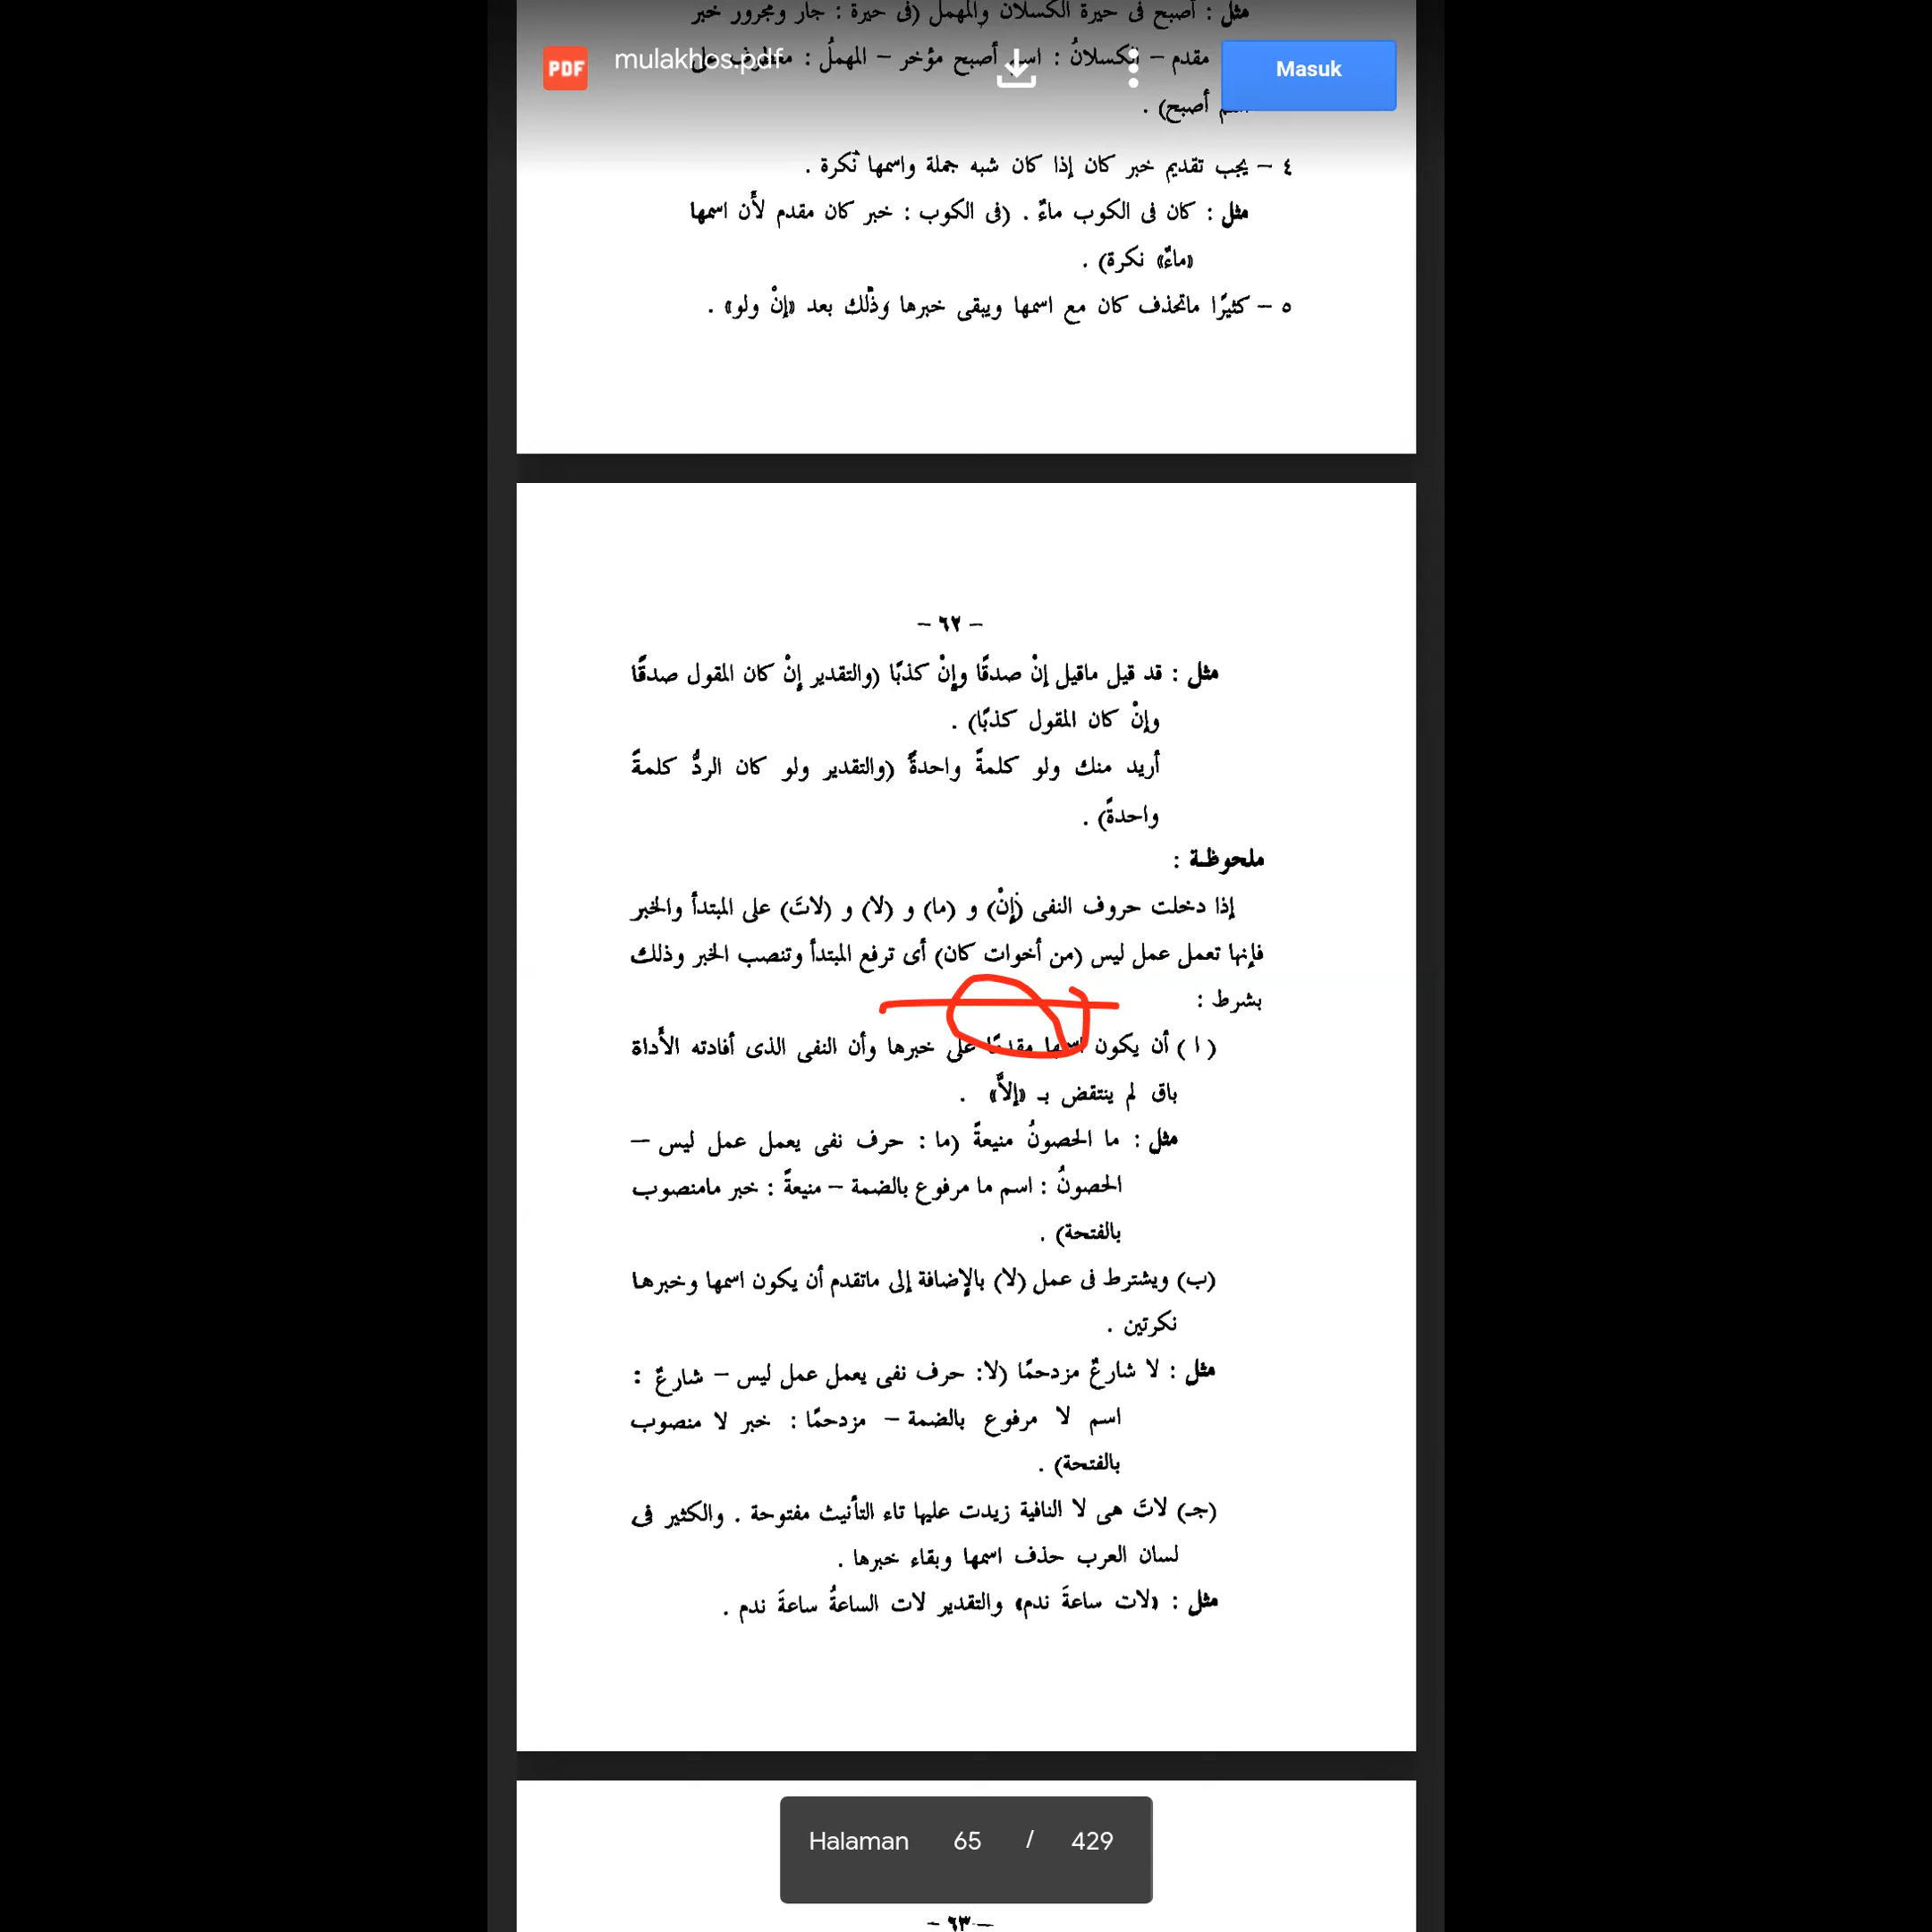 مثل : أصبح فى حيرة الكسلان والمهمل (فى حيرة : جار ومجرور خبر
mulakhos.pdf
Masuk
مقدم – الكسلانُ : اسم أصبح مؤخر – المهملُ :
أصبح) .
٤ – يجب تقديم خبر كان إذا كان شبه جملة واسمها نكرة .
مثل : كان فى الكوب ماءٌ . (فى الكوب : خبر كان مقدم لأن اسمها
«ماءٌ» نكرة) .
٥ – كثيرًا ماتحذف كان مع اسمها ويبقى خبرها وذلك بعد «إنْ ولو» .
– ٦٢ –
مثل : قد قيل ماقيل إنْ صدقًا وإنْ كذبًا (والتقدير إنْ كان المقول صدقًا
وإنْ كان المقول كذبًا) .
أريد منك ولو كلمةً واحدةً (والتقدير ولو كان الردُّ كلمةً
واحدةً) .
ملحوظة :
إذا دخلت حروف النفى (إنْ) و (ما) و (لا) و (لاتَ) على المبتدأ والخبر
فإنها تعمل عمل ليس (من أخوات كان) أى ترفع المبتدأ وتنصب الخبر وذلك
بشرط :
( ا ) أن يكون اسمها مقدمًا على خبرها وأن النفى الذى أفادته الأداة
باق لم ينتقض بـ «إلاَّ» .
مثل : ما الحصونُ منيعةً (ما : حرف نفى يعمل عمل ليس –
الحصونُ : اسم ما مرفوع بالضمة – منيعةً : خبر مامنصوب
بالفتحة) .
(ب) ويشترط فى عمل (لا) بالإضافة إلى ماتقدم أن يكون اسمها وخبرها
نكرتين .
مثل : لا شارعٌ مزدحمًا (لا: حرف نفى يعمل عمل ليس – شارعٌ :
اسم لا مرفوع بالضمة – مزدحمًا : خبر لا منصوب
بالفتحة) .
(جـ) لاتَ هى لا النافية زيدت عليها تاء التأنيث مفتوحة . والكثير فى
لسان العرب حذف اسمها وبقاء خبرها .
مثل : «لات ساعةَ ندم» والتقدير لات الساعةُ ساعةَ ندم .
Halaman 65 / 429
– ٦٣ –